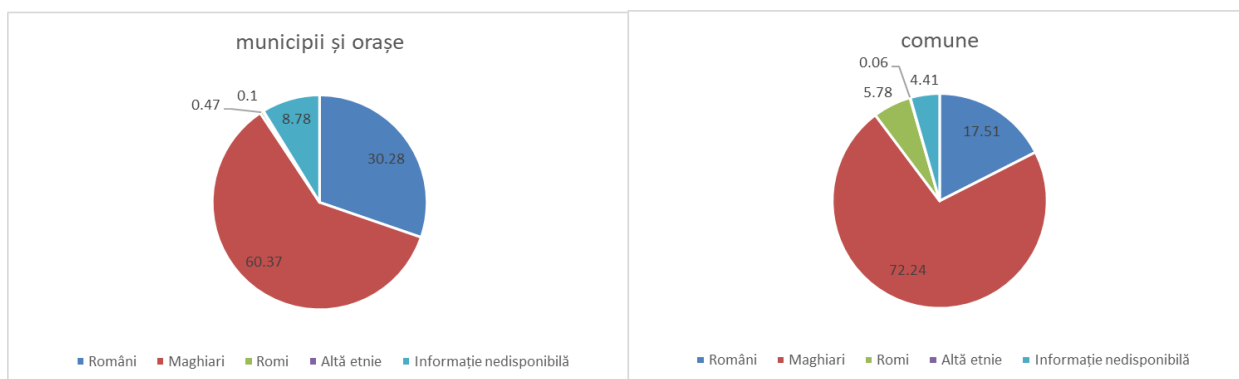 municipii și orașe
0.1
0.47
8.78
30.28
60.37
Români Maghiari Romi Altă etnie Informație nedisponibilă
comune
0.06
4.41
5.78
17.51
72.24
Români Maghiari Romi Altă etnie Informație nedisponibilă